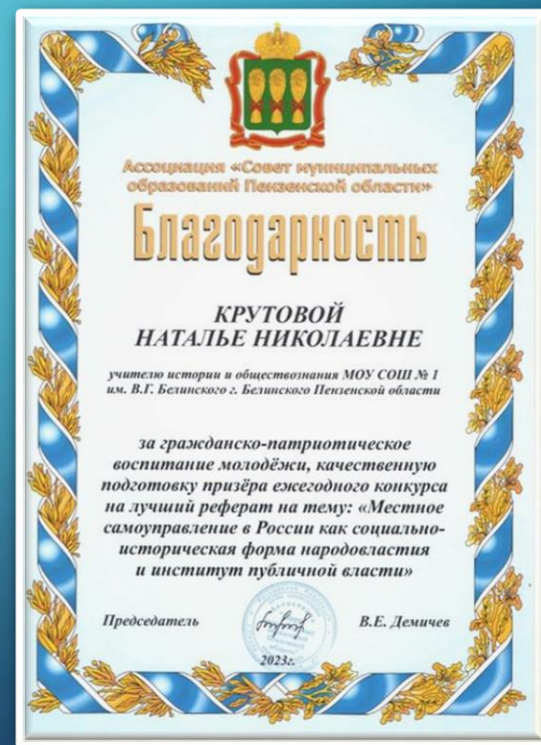 Ассоциация «Совет муниципальных
образований Пензенской области»
Благодарность
КРУТОВОЙ
НАТАЛЬЕ НИКОЛАЕВНЕ
учителю истории и обществознания МОУ СОШ № 1
им. В.Г. Белинского г. Белинского Пензенской области
за гражданско-патриотическое
воспитание молодёжи, качественную
подготовку призёра ежегодного конкурса
на лучший реферат на тему: «Местное
самоуправление в России как социально-
историческая форма народовластия
и институт публичной власти»
Председатель В.Е. Демичев
2023г.